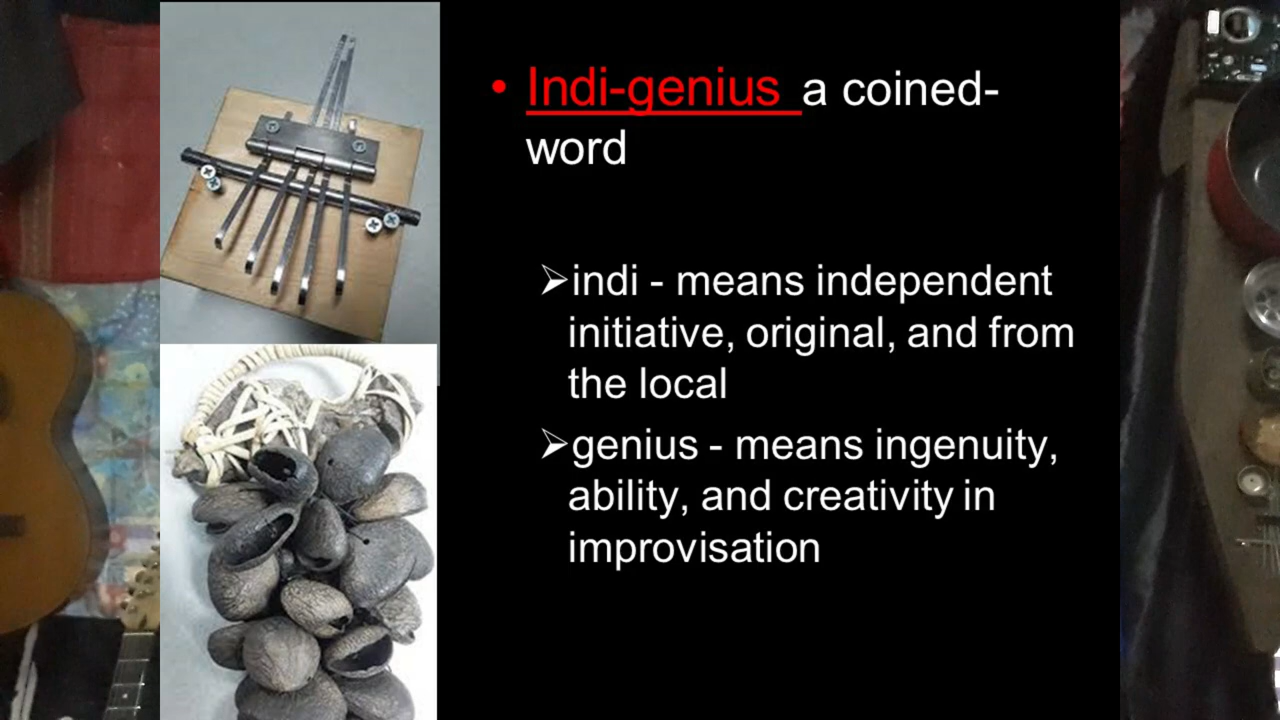 • Indi-genius a coined-
word
➢indi - means independent
initiative, original, and from
the local
➢genius - means ingenuity,
ability, and creativity in
improvisation